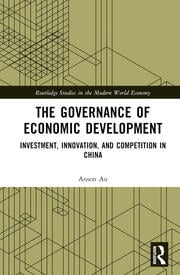 Routledge Studies in the Modern World Economy
THE GOVERNANCE OF
ECONOMIC DEVELOPMENT
INVESTMENT, INNOVATION, AND COMPETITION IN
CHINA
Anson Au
R